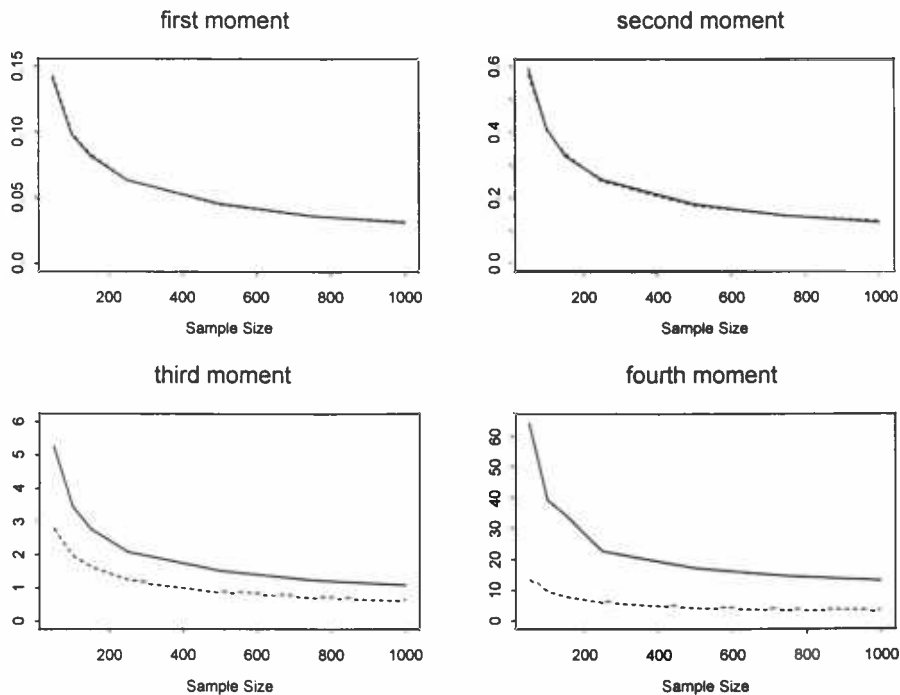 first moment
0.15
0.10
0.05
0.0
200 400 600 800 1000
Sample Size
second moment
0.6
0.4
0.2
0.0
200 400 600 800 1000
Sample Size
third moment
6
5
4
3
2
1
0
200 400 600 800 1000
Sample Size
fourth moment
60
50
40
30
20
10
0
200 400 600 800 1000
Sample Size